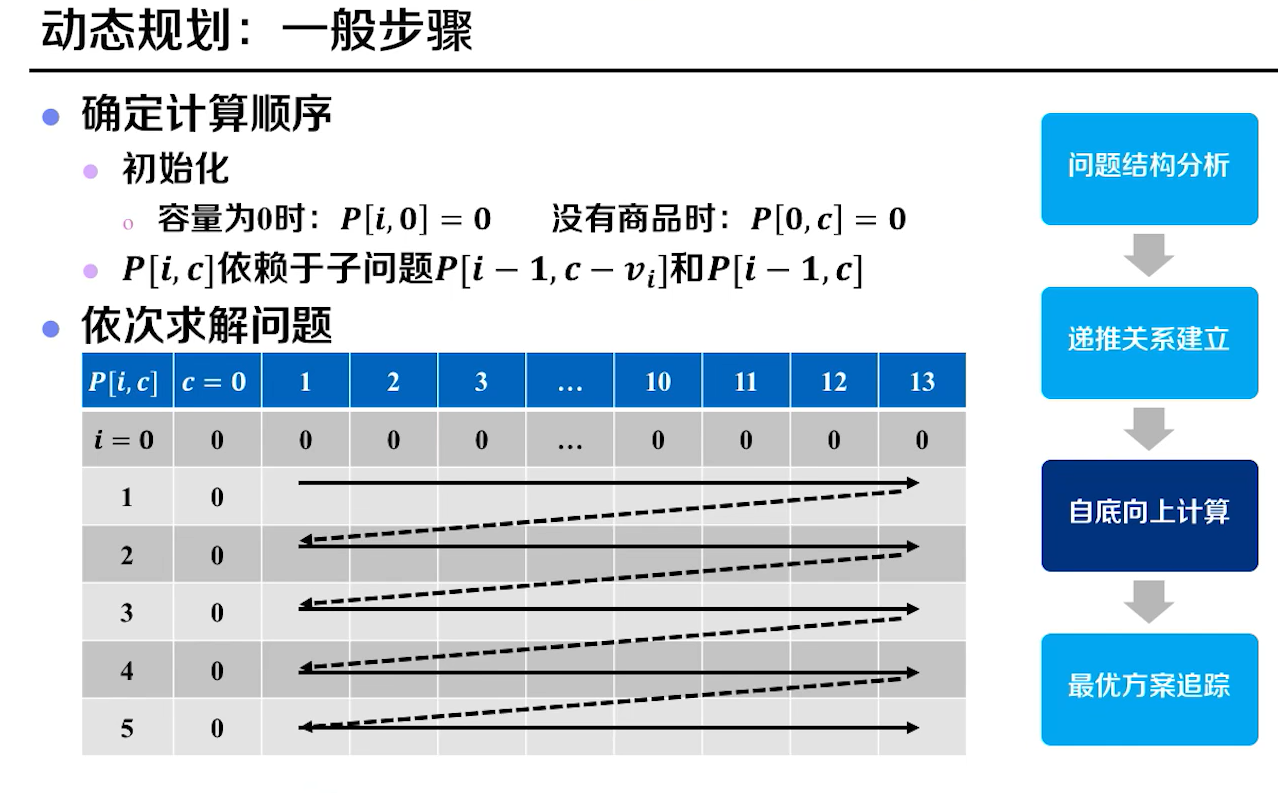 动态规划：一般步骤
确定计算顺序
初始化
容量为0时：P[i, 0] = 0 没有商品时：P[0, c] = 0
P[i, c]依赖于子问题P[i − 1, c − vᵢ]和P[i − 1, c]
依次求解问题
P[i, c] c = 0 1 2 3 … 10 11 12 13
i = 0 0 0 0 0 … 0 0 0 0
1 0
2 0
3 0
4 0
5 0
问题结构分析
递推关系建立
自底向上计算
最优方案追踪